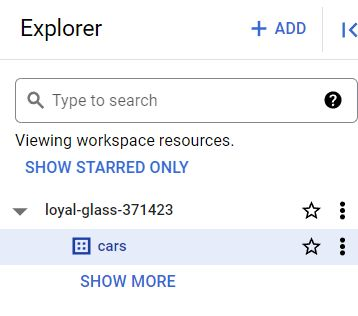 Explorer
+ ADD
Type to search
Viewing workspace resources.
SHOW STARRED ONLY
loyal-glass-371423
cars
SHOW MORE